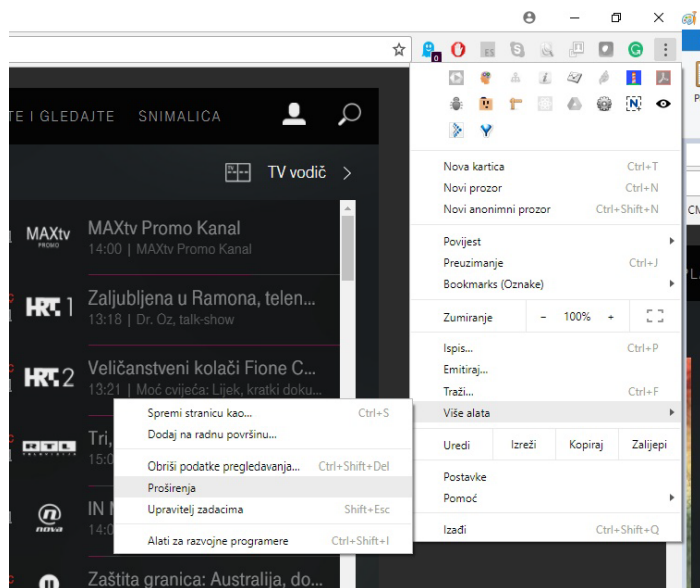 0
ES
TE I GLEDAJTE SNIMALICA
TV vodič
MAXtv
PROMO
MAXtv Promo Kanal
14:00 | MAXtv Promo Kanal
HRT 1
Zaljubljena u Ramona, telen...
13:18 | Dr. Oz, talk-show
HRT 2
Veličanstveni kolači Fione C...
13:21 | Moć cvijeća: Lijek, kratki doku...
RTL
TELEVIZIJA
Tri,
15:0
nova
IN
14:0
Zaštita granica: Australija, do...
Nova kartica Ctrl+T
Novi prozor Ctrl+N
Novi anonimni prozor Ctrl+Shift+N
Povijest
Preuzimanje Ctrl+J
Bookmarks (Oznake)
Zumiranje - 100% +
Ispis... Ctrl+P
Emitiraj...
Traži... Ctrl+F
Više alata
Uredi Izreži Kopiraj Zalijepi
Postavke
Pomoć
Izađi Ctrl+Shift+Q
Spremi stranicu kao... Ctrl+S
Dodaj na radnu površinu...
Obriši podatke pregledavanja... Ctrl+Shift+Del
Proširenja
Upravitelj zadacima Shift+Esc
Alati za razvojne programere Ctrl+Shift+I